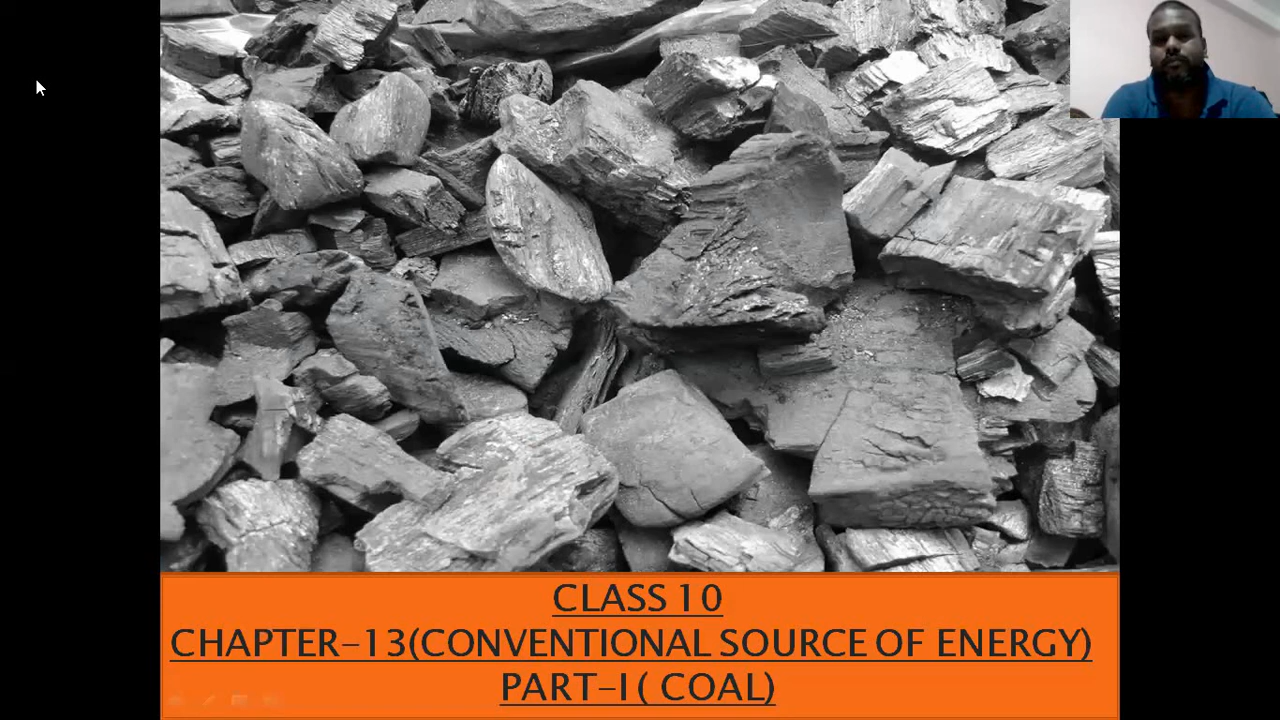 CLASS 10
CHAPTER-13(CONVENTIONAL SOURCE OF ENERGY)
PART-I ( COAL)